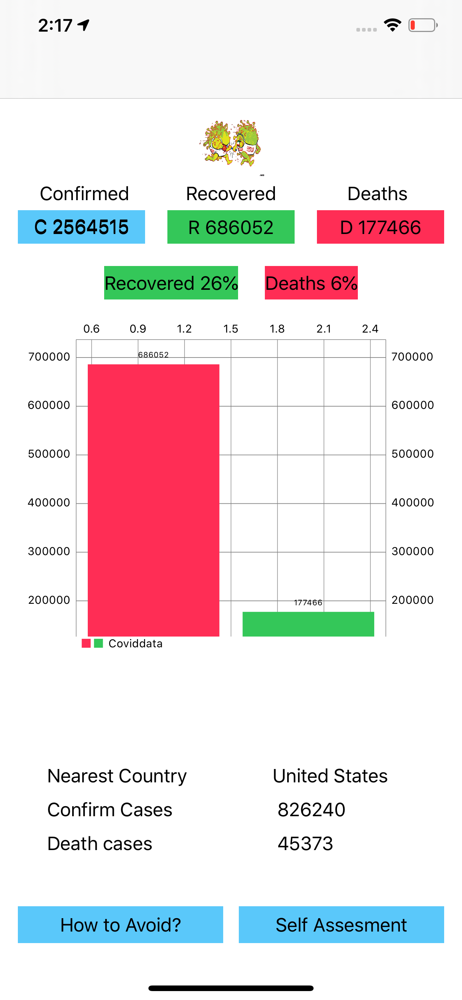 2:17
Confirmed Recovered Deaths
C 2564515 R 686052 D 177466
Recovered 26% Deaths 6%
0.6 0.9 1.2 1.5 1.8 2.1 2.4
686052
700000 700000
600000 600000
500000 500000
400000 400000
300000 300000
200000 177466 200000
Coviddata
Nearest Country United States
Confirm Cases 826240
Death cases 45373
How to Avoid? Self Assesment